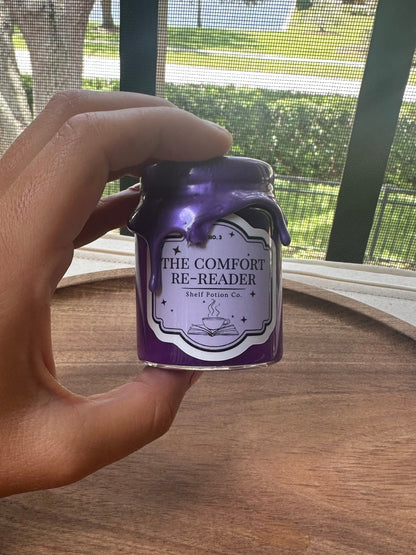 NO. 3
THE COMFORT
RE-READER
Shelf Potion Co.